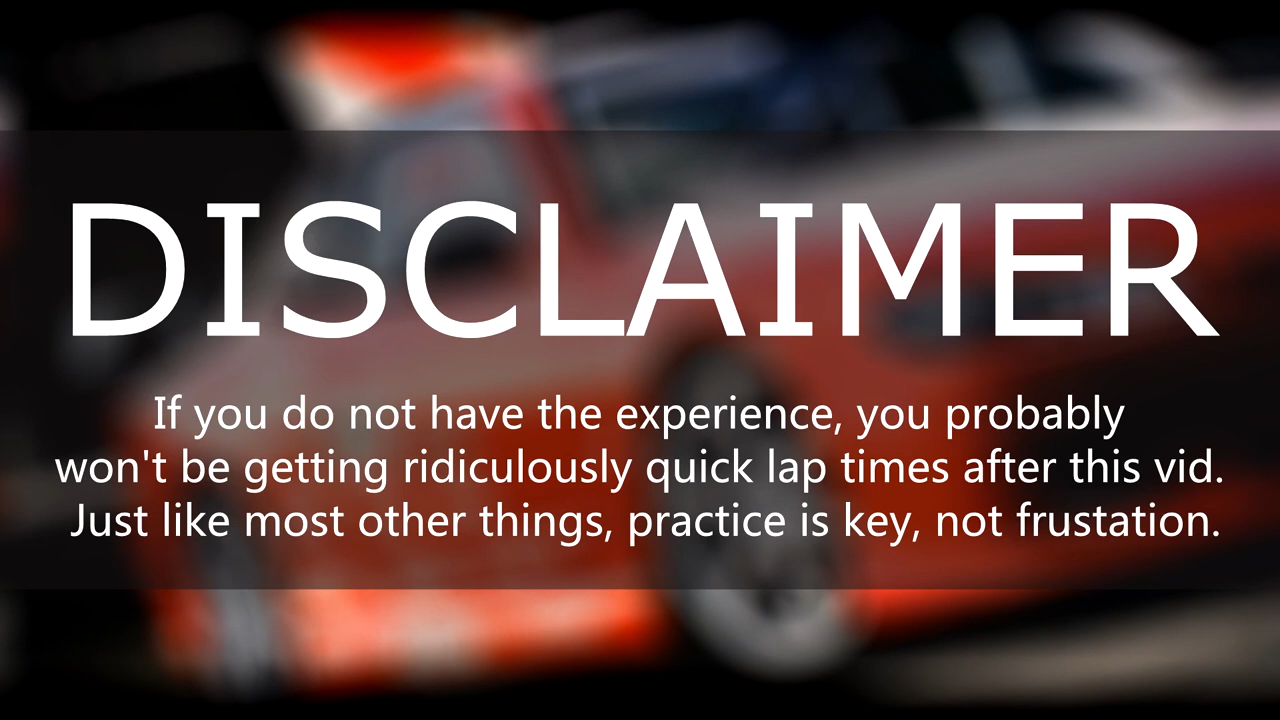 DISCLAIMER
If you do not have the experience, you probably
won't be getting ridiculously quick lap times after this vid.
Just like most other things, practice is key, not frustation.